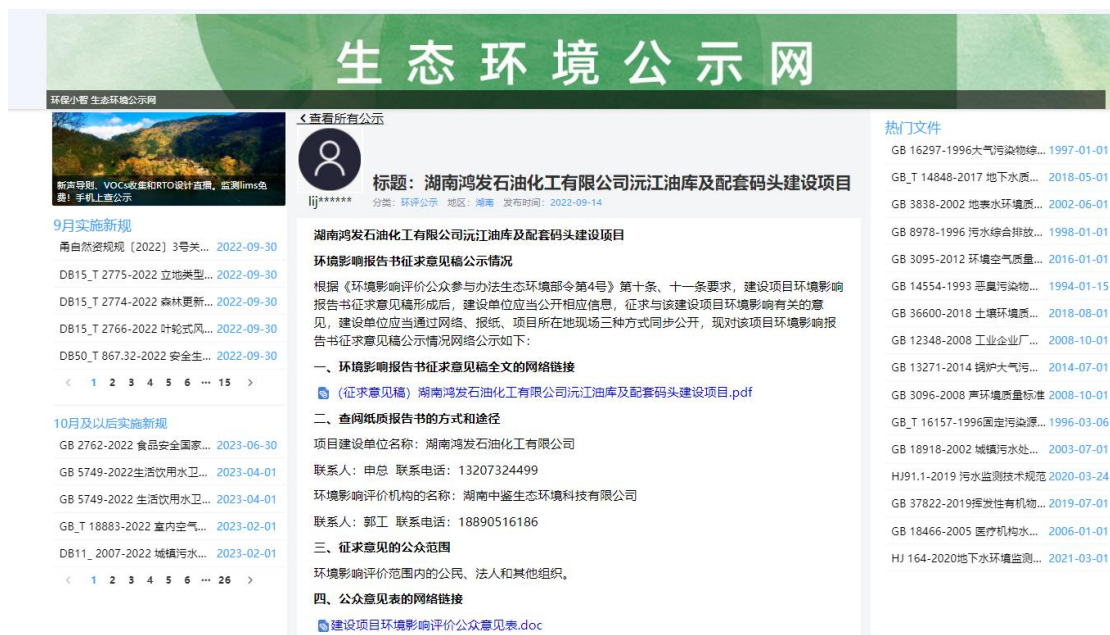 生态环境公示网
环保小智 生态环境公示网
新声导则、VOCs收集和RTO设计直播。监测lims免
费！手机上查公示
9月实施新规
甬自然资规规〔2022〕3号关... 2022-09-30
DB15_T 2775-2022 立地类型... 2022-09-30
DB15_T 2774-2022 森林更新... 2022-09-30
DB15_T 2766-2022 叶轮式风... 2022-09-30
DB50_T 867.32-2022 安全生... 2022-09-30
< 1 2 3 4 5 6 ··· 15 >
10月及以后实施新规
GB 2762-2022 食品安全国家... 2023-06-30
GB 5749-2022生活饮用水卫... 2023-04-01
GB 5749-2022 生活饮用水卫... 2023-04-01
GB_T 18883-2022 室内空气... 2023-02-01
DB11_ 2007-2022 城镇污水... 2023-02-01
< 1 2 3 4 5 6 ··· 26 >
<查看所有公示
lij******
标题：湖南鸿发石油化工有限公司沅江油库及配套码头建设项目
分类：环评公示 地区：湖南 发布时间：2022-09-14
湖南鸿发石油化工有限公司沅江油库及配套码头建设项目
环境影响报告书征求意见稿公示情况
根据《环境影响评价公众参与办法生态环境部令第4号》第十条、十一条要求，建设项目环境影响
报告书征求意见稿形成后，建设单位应当公开相应信息，征求与该建设项目环境影响有关的意
见，建设单位应当通过网络、报纸、项目所在地现场三种方式同步公开，现对该项目环境影响报
告书征求意见稿公示情况网络公示如下：
一、环境影响报告书征求意见稿全文的网络链接
（征求意见稿）湖南鸿发石油化工有限公司沅江油库及配套码头建设项目.pdf
二、查阅纸质报告书的方式和途径
项目建设单位名称：湖南鸿发石油化工有限公司
联系人：申总 联系电话：13207324499
环境影响评价机构的名称：湖南中鉴生态环境科技有限公司
联系人：郭工 联系电话：18890516186
三、征求意见的公众范围
环境影响评价范围内的公民、法人和其他组织。
四、公众意见表的网络链接
建设项目环境影响评价公众意见表.doc
热门文件
GB 16297-1996大气污染物综... 1997-01-01
GB_T 14848-2017 地下水质... 2018-05-01
GB 3838-2002 地表水环境质... 2002-06-01
GB 8978-1996 污水综合排放... 1998-01-01
GB 3095-2012 环境空气质量... 2016-01-01
GB 14554-1993 恶臭污染物... 1994-01-15
GB 36600-2018 土壤环境质... 2018-08-01
GB 12348-2008 工业企业厂... 2008-10-01
GB 13271-2014 锅炉大气污... 2014-07-01
GB 3096-2008 声环境质量标准 2008-10-01
GB_T 16157-1996固定污染源... 1996-03-06
GB 18918-2002 城镇污水处... 2003-07-01
HJ91.1-2019 污水监测技术规范 2020-03-24
GB 37822-2019挥发性有机物... 2019-07-01
GB 18466-2005 医疗机构水... 2006-01-01
HJ 164-2020地下水环境监测... 2021-03-01